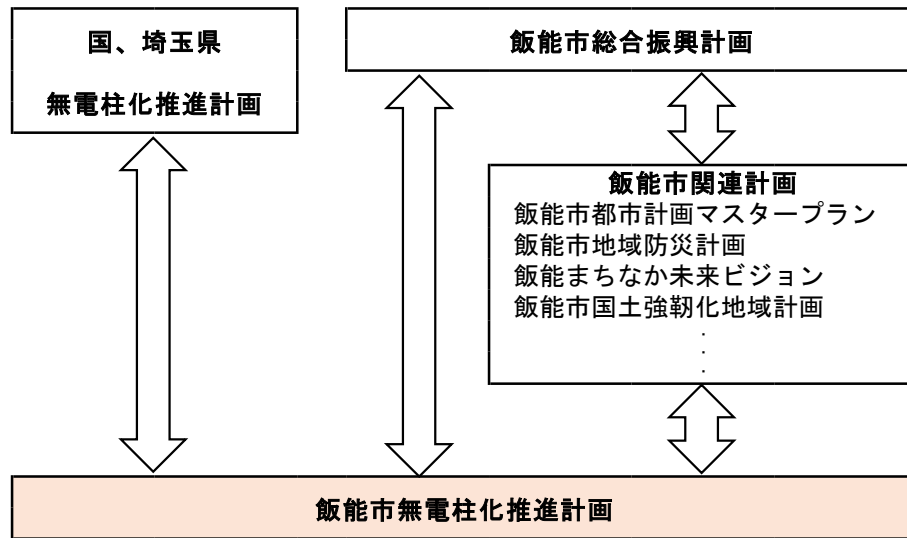 国、埼玉県
無電柱化推進計画
飯能市総合振興計画
飯能市関連計画
飯能市都市計画マスタープラン
飯能市地域防災計画
飯能まちなか未来ビジョン
飯能市国土強靭化地域計画
.
.
.
飯能市無電柱化推進計画